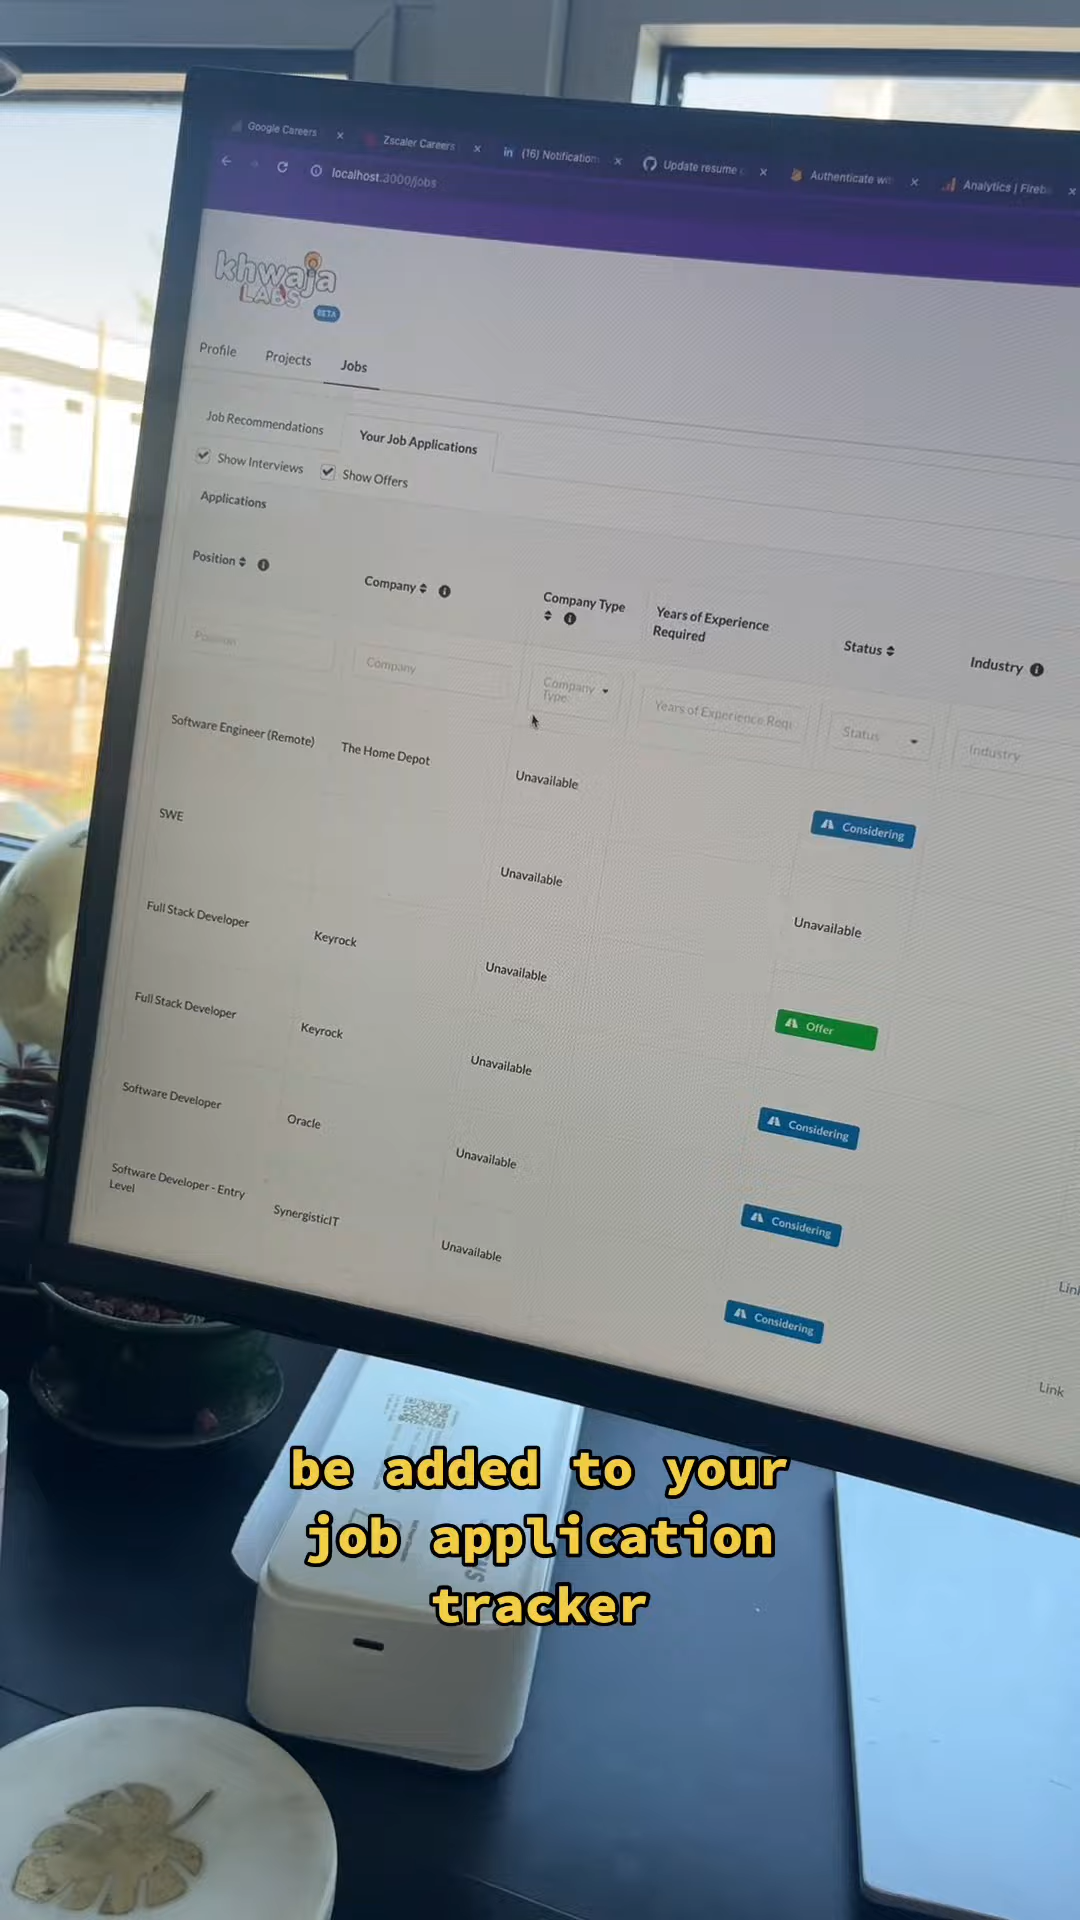 Google Careers
Zscaler Careers
(16) Notification
Update resume
Authenticate wi
Analytics | Fireb
localhost:3000/jobs
khwaja
LABS
BETA
Profile
Projects
Jobs
Job Recommendations
Your Job Applications
Show Interviews
Show Offers
Applications
Position
Company
Company Type
Years of Experience
Required
Status
Industry
Position
Company
Company
Type
Years of Experience Requ
Status
Industry
Software Engineer (Remote)
The Home Depot
Unavailable
Considering
SWE
Unavailable
Unavailable
Full Stack Developer
Keyrock
Unavailable
Offer
Full Stack Developer
Keyrock
Unavailable
Considering
Software Developer
Oracle
Unavailable
Considering
Software Developer - Entry
Level
SynergisticIT
Unavailable
Considering
Link
Link
be added to your
job application
tracker